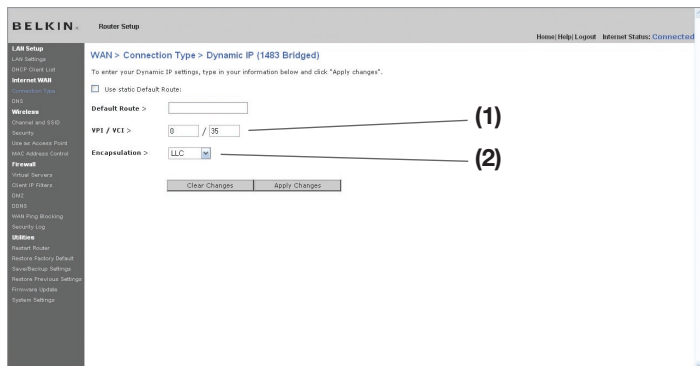 BELKIN
Router Setup
Home| Help| Logout Internet Status: Connected
LAN Setup
LAN Settings
DHCP Client List
Internet WAN
Connection Type
DNS
Wireless
Channel and SSID
Security
Use as Access Point
MAC Address Control
Firewall
Virtual Servers
Client IP Filters
DMZ
DDNS
WAN Ping Blocking
Security Log
Utilities
Restart Router
Restore Factory Default
Save/Backup Settings
Restore Previous Settings
Firmware Update
System Settings
WAN > Connection Type > Dynamic IP (1483 Bridged)
To enter your Dynamic IP settings, type in your information below and click "Apply changes".
Use static Default Route:
Default Route >
VPI / VCI > 0 / 35
(1)
Encapsulation > LLC
(2)
Clear Changes Apply Changes